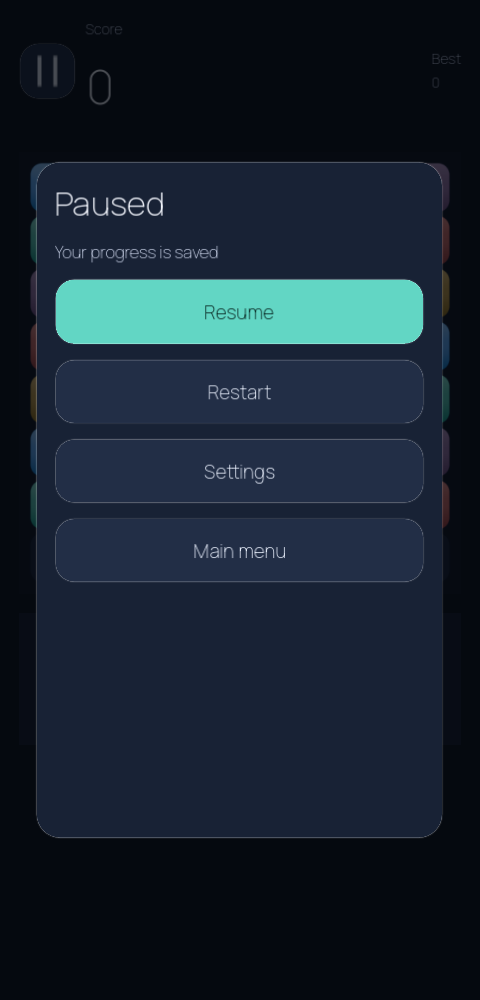 Score
0
Best
0
Paused
Your progress is saved
Resume
Restart
Settings
Main menu